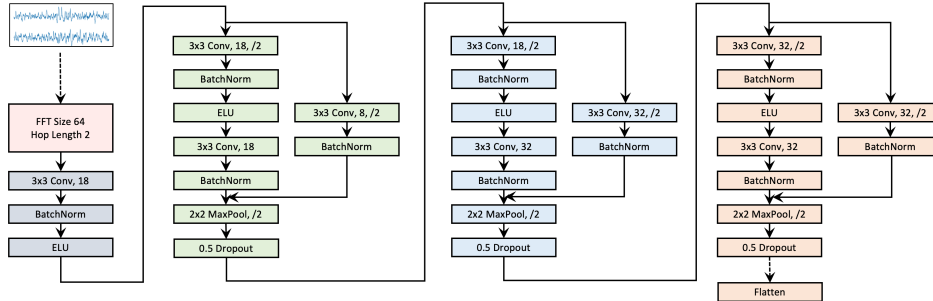 FFT Size 64
Hop Length 2
3x3 Conv, 18
BatchNorm
ELU
3x3 Conv, 18, /2
BatchNorm
ELU
3x3 Conv, 18
BatchNorm
2x2 MaxPool, /2
0.5 Dropout
3x3 Conv, 8, /2
BatchNorm
3x3 Conv, 18, /2
BatchNorm
ELU
3x3 Conv, 32
BatchNorm
2x2 MaxPool, /2
0.5 Dropout
3x3 Conv, 32, /2
BatchNorm
3x3 Conv, 32, /2
BatchNorm
ELU
3x3 Conv, 32
BatchNorm
2x2 MaxPool, /2
0.5 Dropout
Flatten
3x3 Conv, 32, /2
BatchNorm